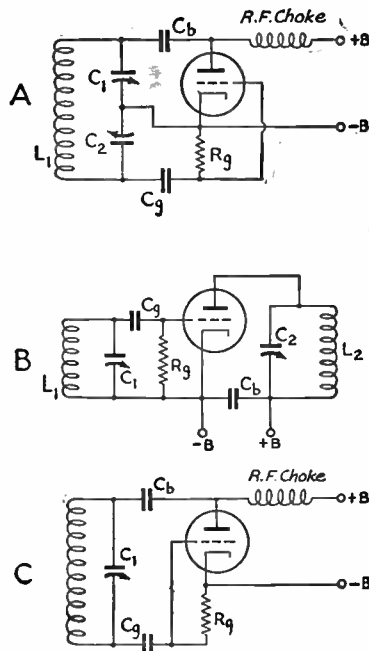 A
R.F. Choke
Cb
+B
C1
L1
C2
-B
Rg
Cg
B
Cg
L1
C1
Rg
C2
L2
Cb
-B
+B
C
R.F. Choke
Cb
+B
C1
-B
Cg
Rg